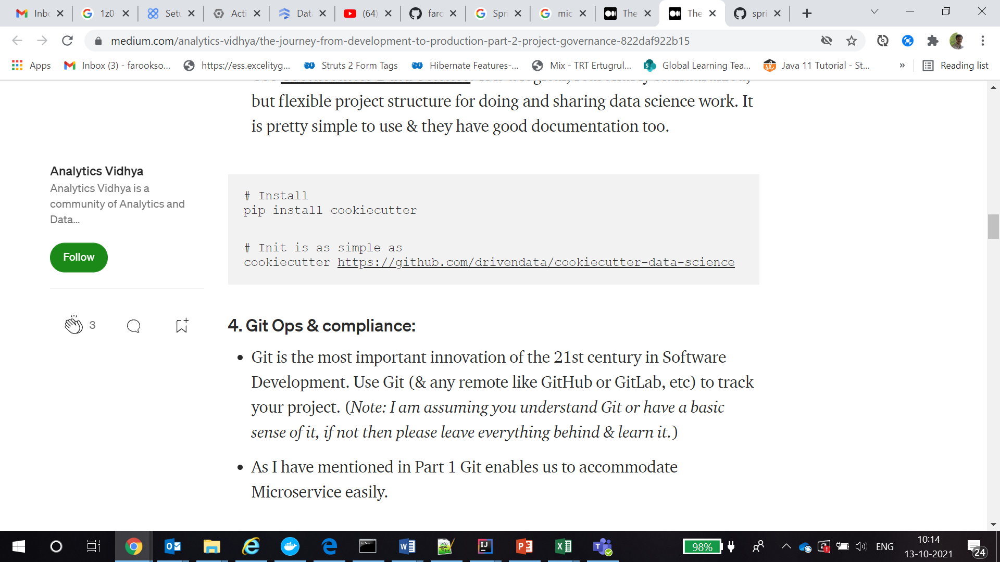 Inbc
1z0
Setu
Acti
Dat
(64)
farc
Spri
mic
The
The
spri
medium.com/analytics-vidhya/the-journey-from-development-to-production-part-2-project-governance-822daf922b15
Apps
Inbox (3) - farookso...
https://ess.excelityg...
Struts 2 Form Tags
Hibernate Features-...
Mix - TRT Ertugrul...
Global Learning Tea...
Java 11 Tutorial - St...
»
Reading list
but flexible project structure for doing and sharing data science work. It
is pretty simple to use & they have good documentation too.
Analytics Vidhya
Analytics Vidhya is a
community of Analytics and
Data...
Follow
3
# Install
pip install cookiecutter
# Init is as simple as
cookiecutter https://github.com/drivendata/cookiecutter-data-science
4. Git Ops & compliance:
• Git is the most important innovation of the 21st century in Software
Development. Use Git (& any remote like GitHub or GitLab, etc) to track
your project. (Note: I am assuming you understand Git or have a basic
sense of it, if not then please leave everything behind & learn it.)
• As I have mentioned in Part 1 Git enables us to accommodate
Microservice easily.
98%
ENG
10:14
13-10-2021
24